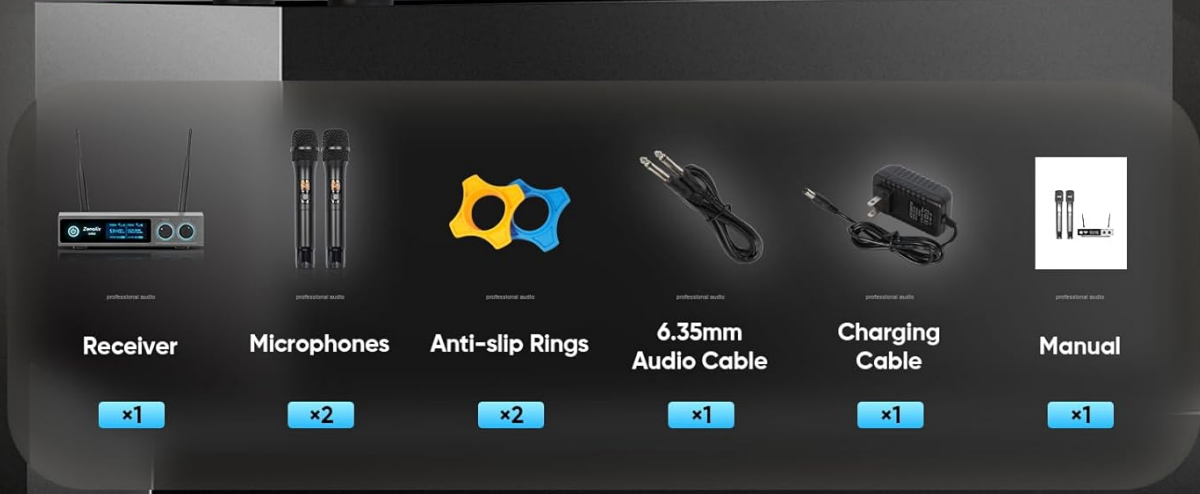 professional audio
professional audio
professional audio
professional audio
professional audio
professional audio
Receiver
Microphones
Anti-slip Rings
6.35mm
Audio Cable
Charging
Cable
Manual
×1
×2
×2
×1
×1
×1